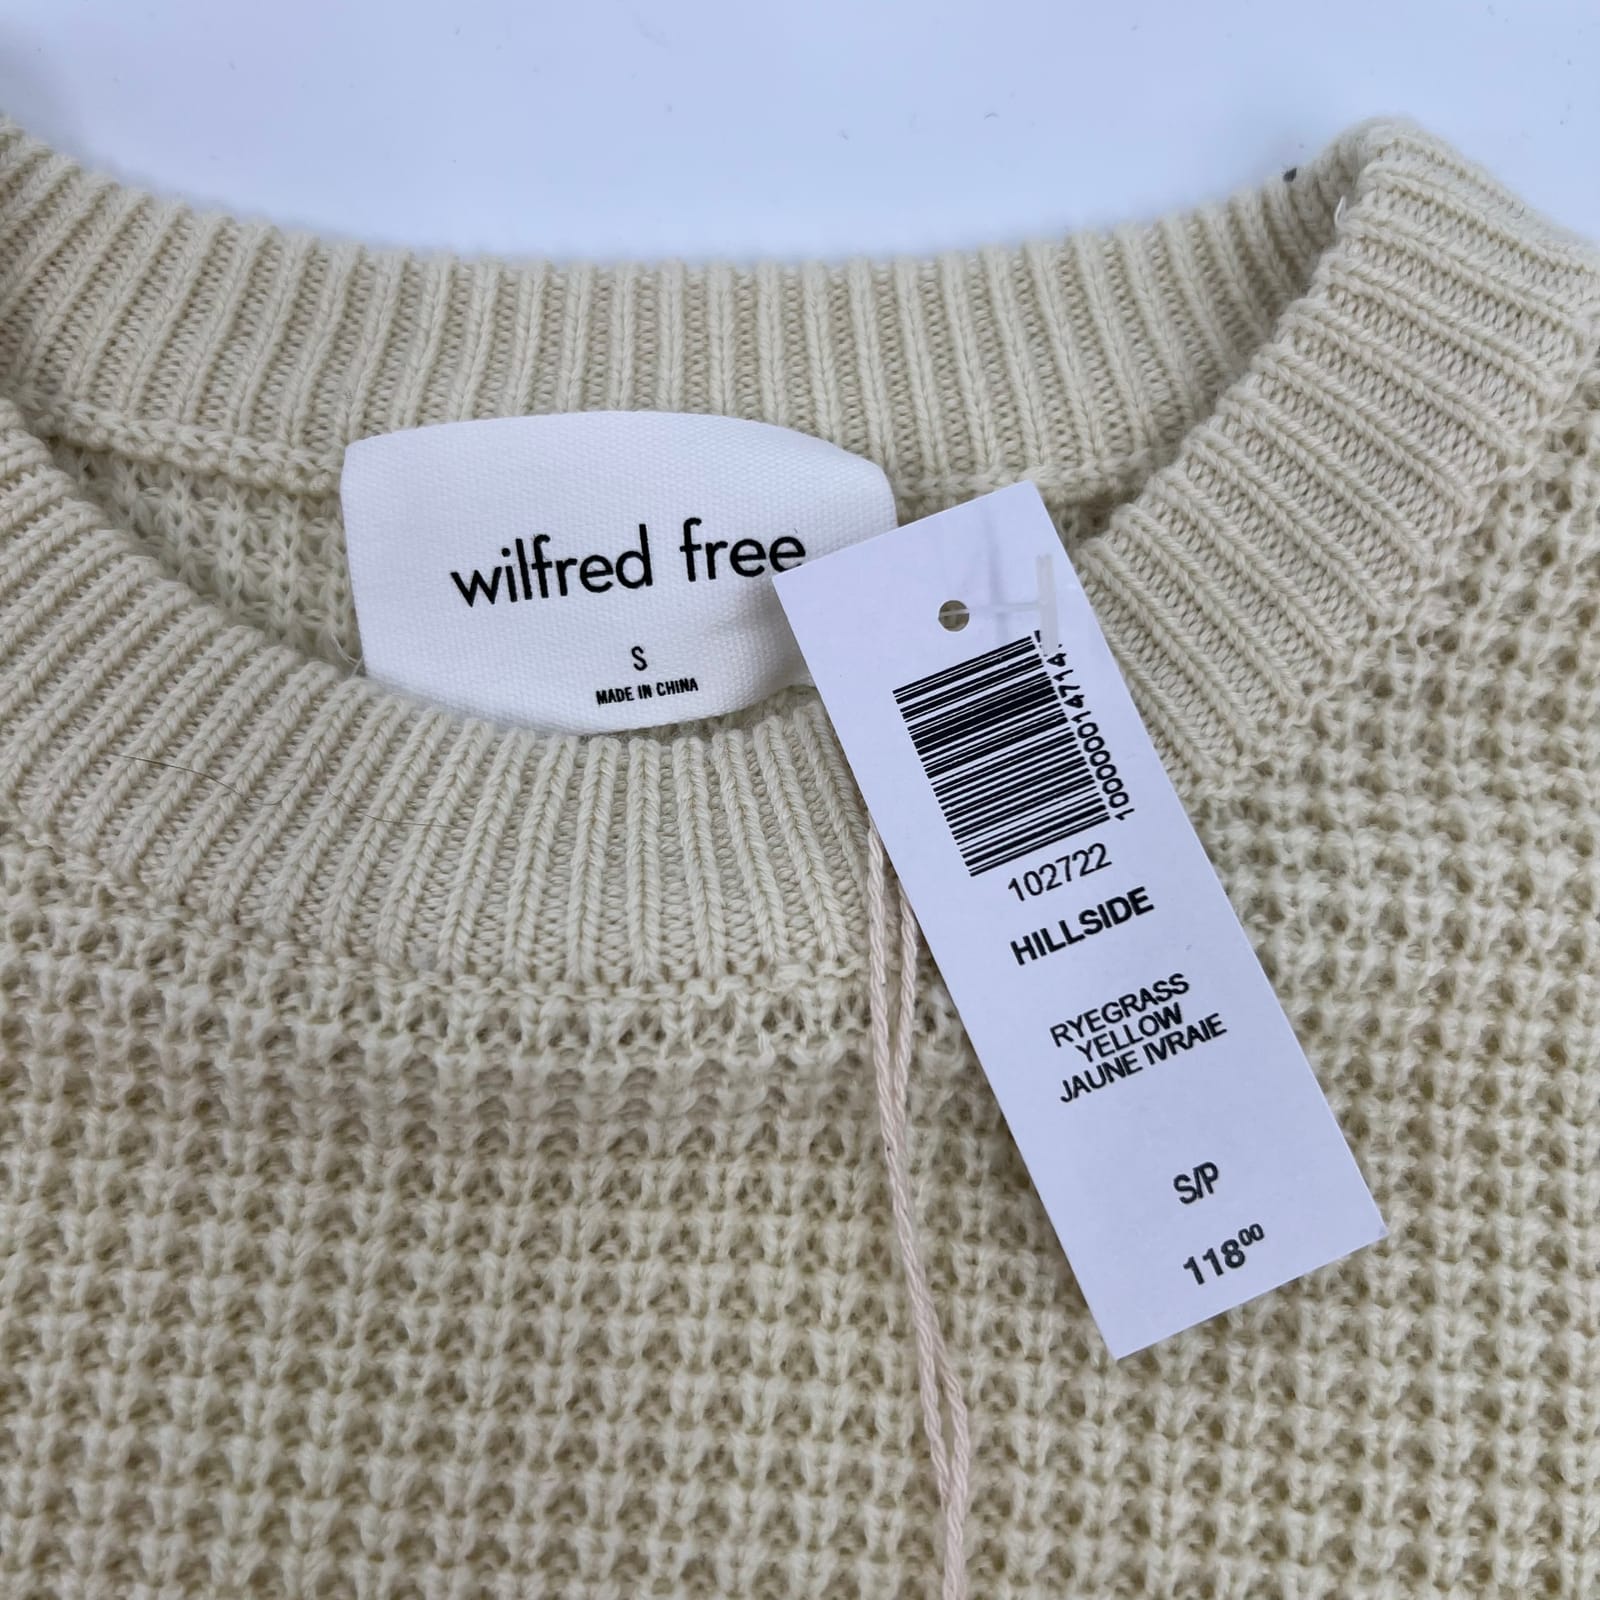 wilfred free
S
MADE IN CHINA
102722
HILLSIDE
RYEGRASS
YELLOW
JAUNE IVRAIE
S/P
118⁰⁰